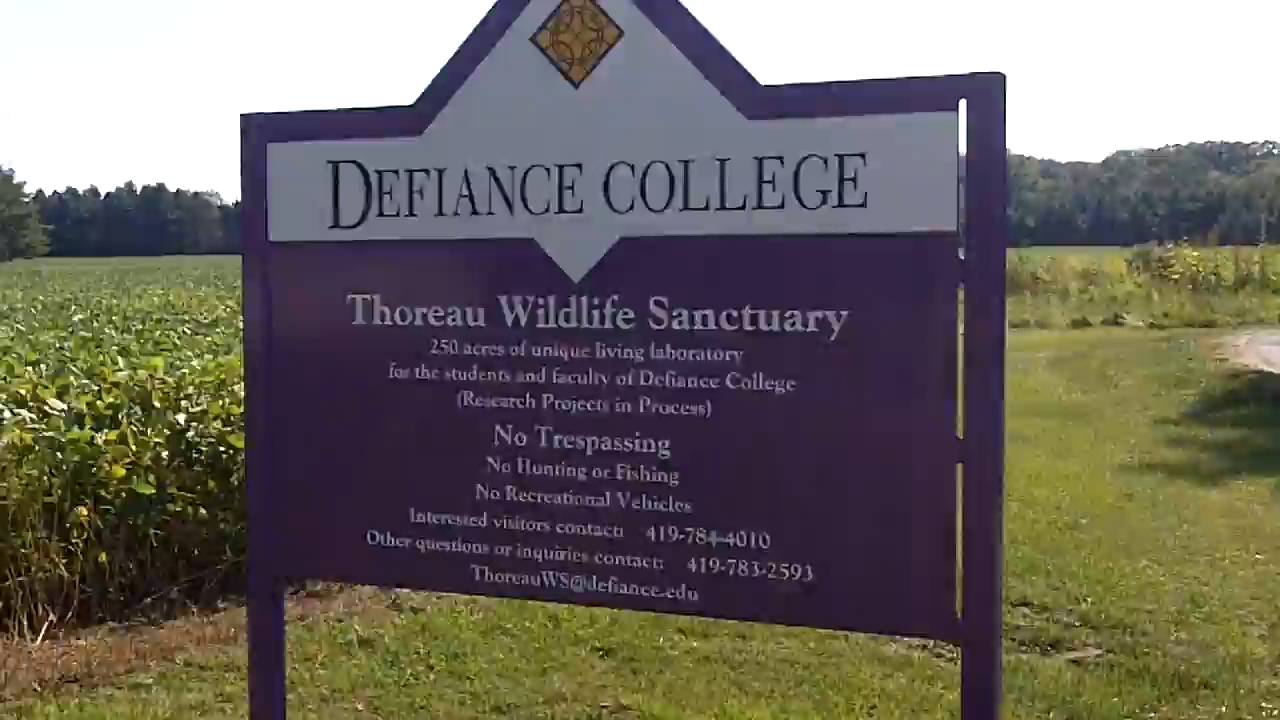 DEFIANCE COLLEGE
Thoreau Wildlife Sanctuary
250 acres of unique living laboratory
for the students and faculty of Defiance College
(Research Projects in Process)
No Trespassing
No Hunting or Fishing
No Recreational Vehicles
Interested visitors contact: 419-784-4010
Other questions or inquiries contact: 419-783-2593
ThoreauWS@defiance.edu